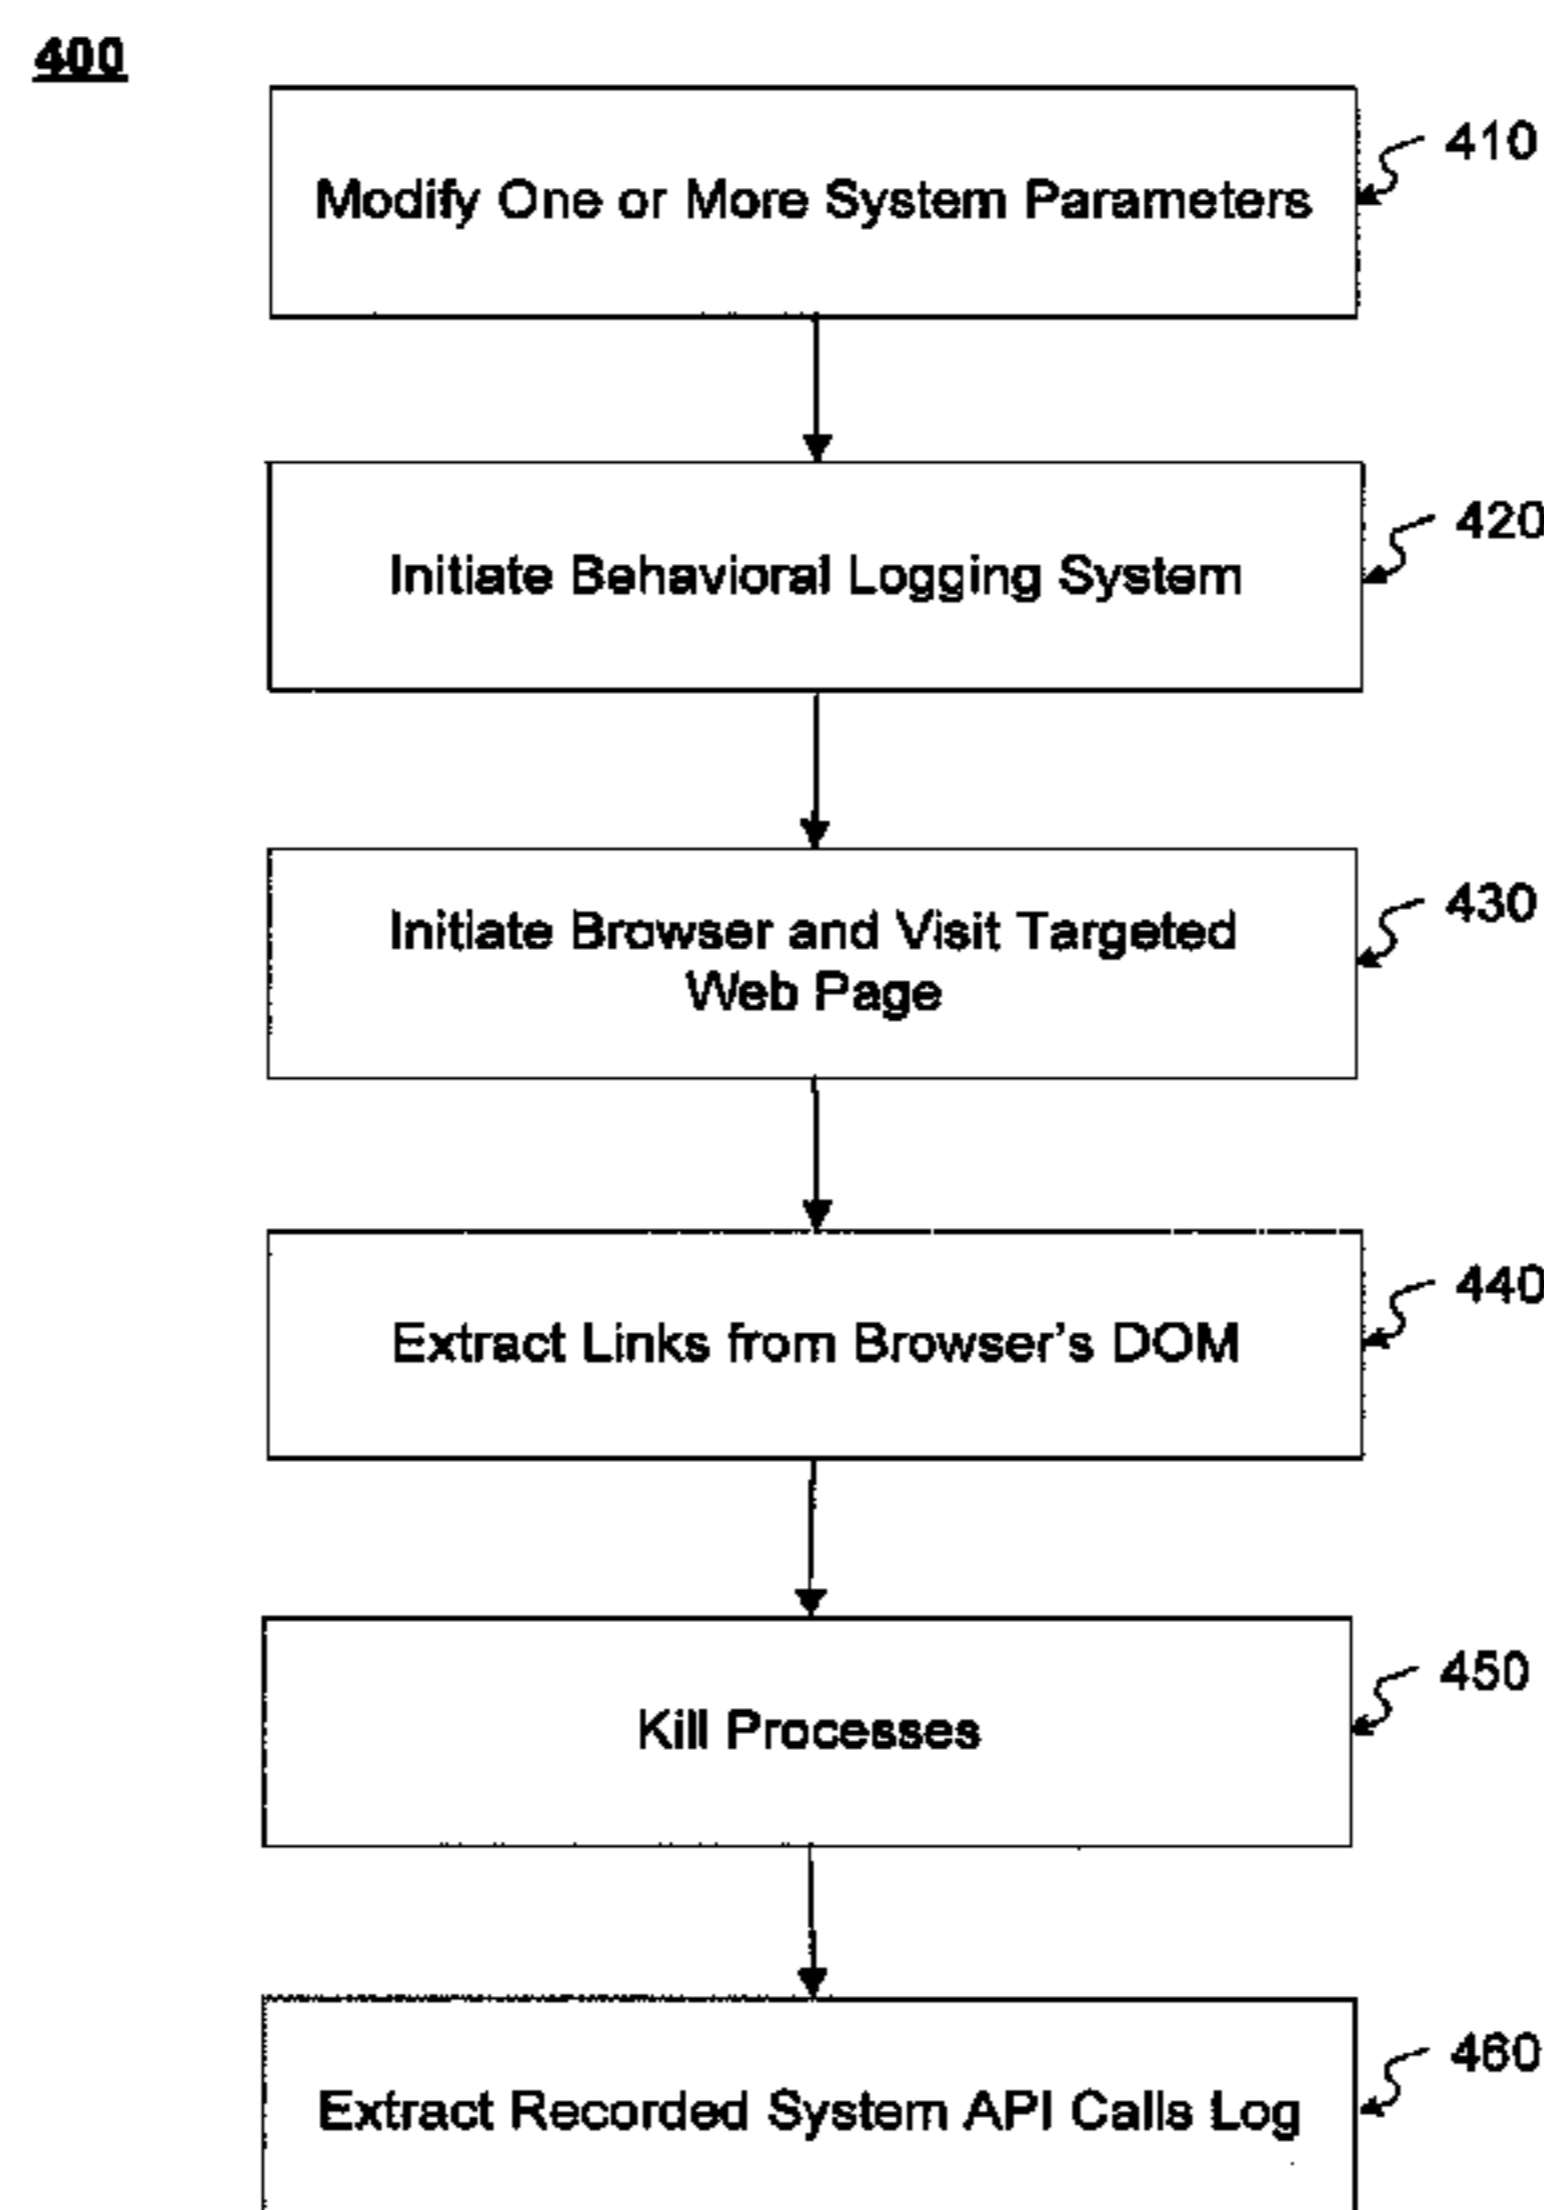 400
Modify One or More System Parameters
410
Initiate Behavioral Logging System
420
Initiate Browser and Visit Targeted
Web Page
430
Extract Links from Browser's DOM
440
Kill Processes
450
Extract Recorded System API Calls Log
460